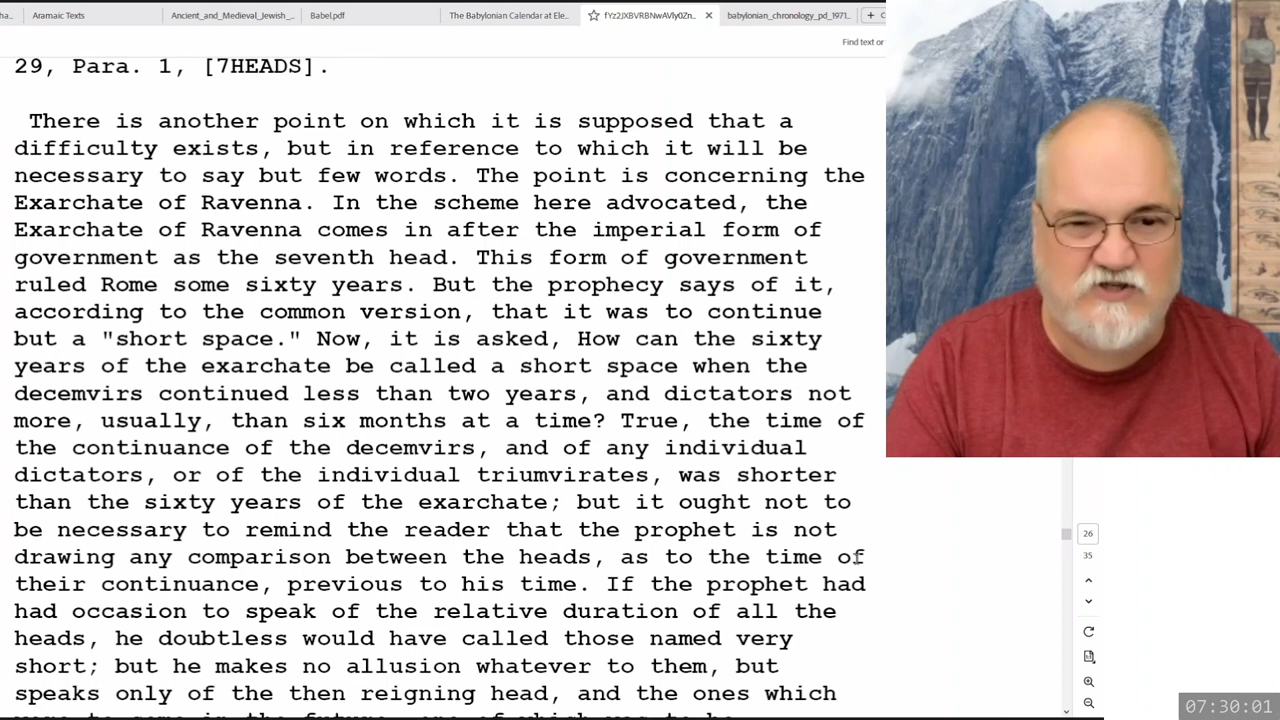 ha...
Aramaic Texts
Ancient_and_Medieval_Jewish_...
Babel.pdf
The Babylonian Calendar at Ele...
fYz2JXBVRBNwAVly0Zn...
babylonian_chronology_pd_1971...
Find text or
29, Para. 1, [7HEADS].
There is another point on which it is supposed that a
difficulty exists, but in reference to which it will be
necessary to say but few words. The point is concerning the
Exarchate of Ravenna. In the scheme here advocated, the
Exarchate of Ravenna comes in after the imperial form of
government as the seventh head. This form of government
ruled Rome some sixty years. But the prophecy says of it,
according to the common version, that it was to continue
but a "short space." Now, it is asked, How can the sixty
years of the exarchate be called a short space when the
decemvirs continued less than two years, and dictators not
more, usually, than six months at a time? True, the time of
the continuance of the decemvirs, and of any individual
dictators, or of the individual triumvirates, was shorter
than the sixty years of the exarchate; but it ought not to
be necessary to remind the reader that the prophet is not
drawing any comparison between the heads, as to the time of
their continuance, previous to his time. If the prophet had
had occasion to speak of the relative duration of all the
heads, he doubtless would have called those named very
short; but he makes no allusion whatever to them, but
speaks only of the then reigning head, and the ones which
26
35
07:30:01